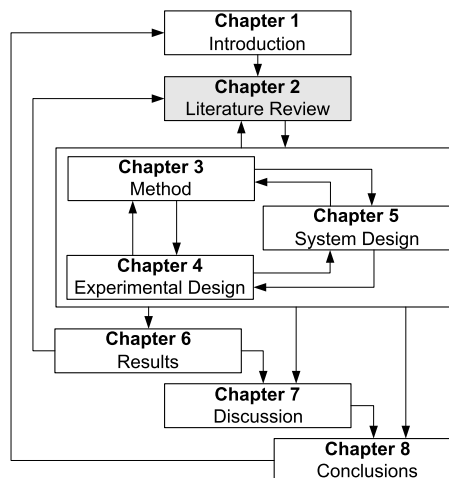 Chapter 1
Introduction
Chapter 2
Literature Review
Chapter 3
Method
Chapter 5
System Design
Chapter 4
Experimental Design
Chapter 6
Results
Chapter 7
Discussion
Chapter 8
Conclusions